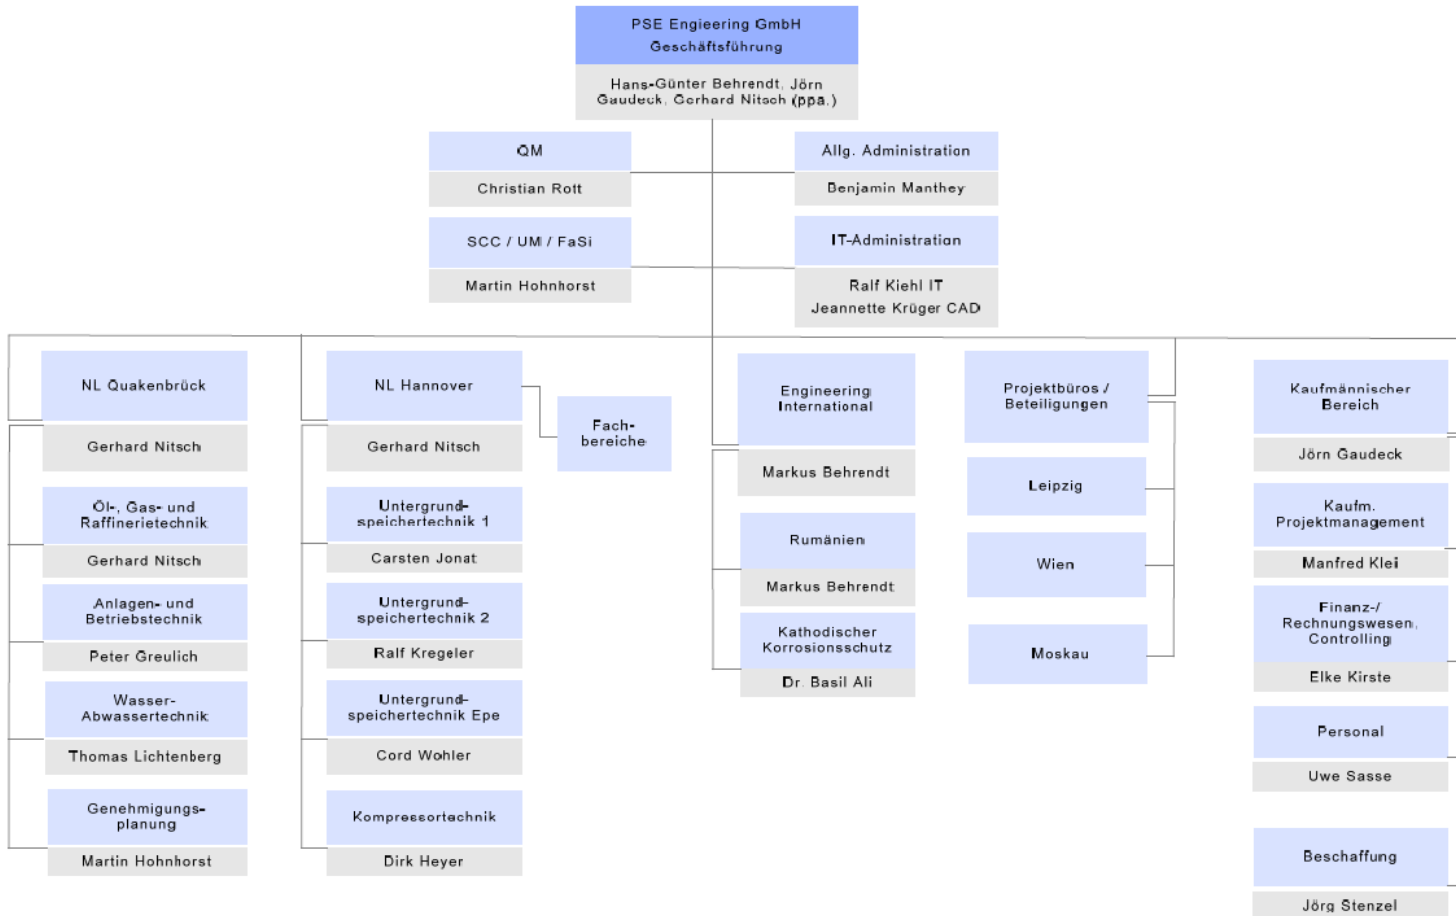 PSE Engieering GmbH
Geschäftsführung
Hans-Günter Behrendt, Jörn
Gaudeck, Gerhard Nitsch (ppa.)
QM
Christian Rott
Allg. Administration
Benjamin Manthey
SCC / UM / FaSi
Martin Hohnhorst
IT-Administration
Ralf Kiehl IT
Jeannette Krüger CAD
NL Quakenbrück
Gerhard Nitsch
Öl-, Gas- und
Raffinerietechnik
Gerhard Nitsch
Anlagen- und
Betriebstechnik
Peter Greulich
Wasser-
Abwassertechnik
Thomas Lichtenberg
Genehmigungs-
planung
Martin Hohnhorst
NL Hannover
Gerhard Nitsch
Fach-
bereiche
Untergrund-
speichertechnik 1
Carsten Jonat
Untergrund-
speichertechnik 2
Ralf Kregeler
Untergrund-
speichertechnik Epe
Cord Wohler
Kompressortechnik
Dirk Heyer
Engineering
International
Markus Behrendt
Rumänien
Markus Behrendt
Kathodischer
Korrosionsschutz
Dr. Basil Ali
Projektbüros /
Beteiligungen
Leipzig
Wien
Moskau
Kaufmännischer
Bereich
Jörn Gaudeck
Kaufm.
Projektmanagement
Manfred Klei
Finanz-/
Rechnungswesen,
Controlling
Elke Kirste
Personal
Uwe Sasse
Beschaffung
Jörg Stenzel